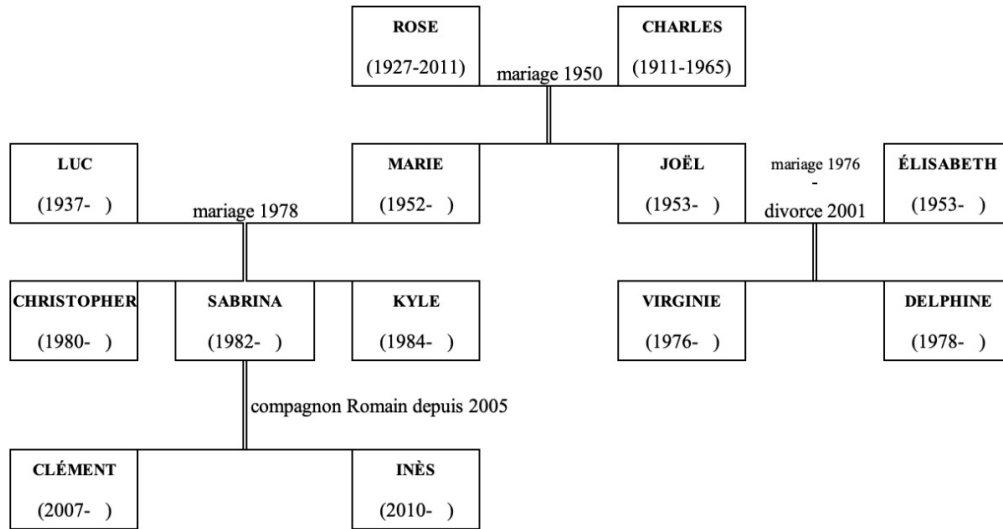 ROSE
(1927-2011)
CHARLES
(1911-1965)
mariage 1950
LUC
(1937-   )
MARIE
(1952-   )
mariage 1978
JOËL
(1953-   )
ÉLISABETH
(1953-   )
mariage 1976
-
divorce 2001
CHRISTOPHER
(1980-   )
SABRINA
(1982-   )
KYLE
(1984-   )
VIRGINIE
(1976-   )
DELPHINE
(1978-   )
compagnon Romain depuis 2005
CLÉMENT
(2007-   )
INÈS
(2010-   )